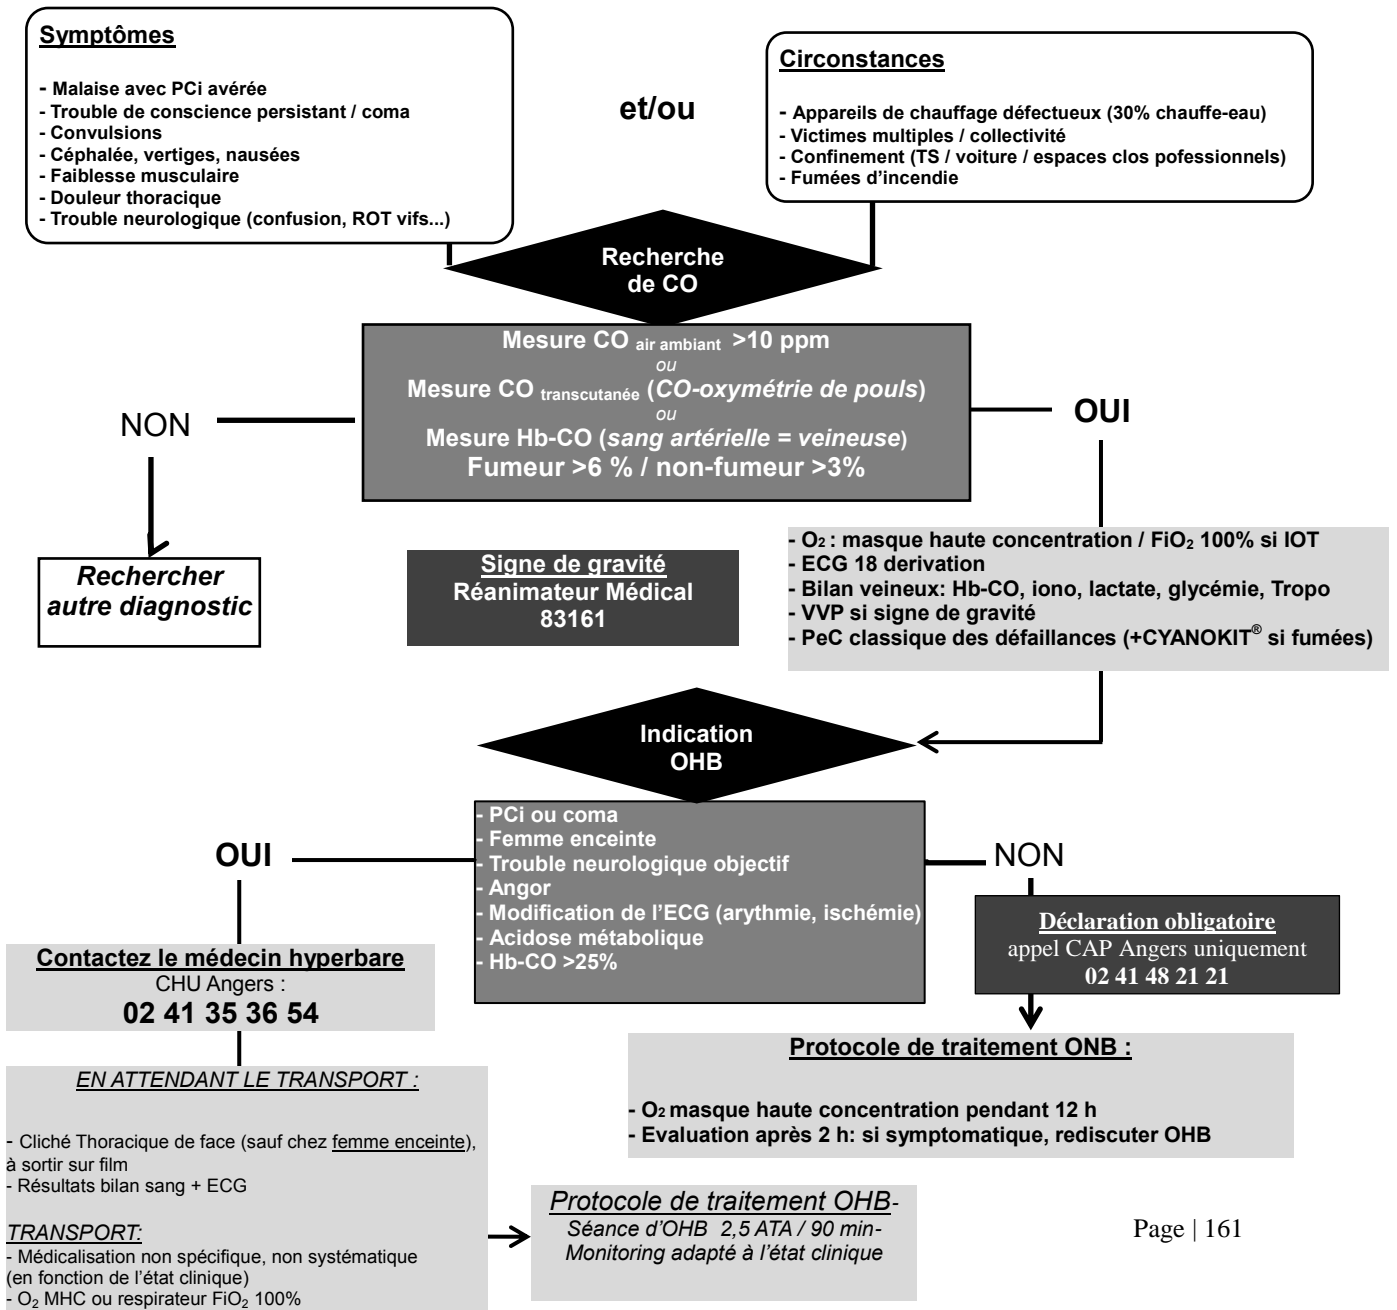 Symptômes
- Malaise avec PCi avérée
- Trouble de conscience persistant / coma
- Convulsions
- Céphalée, vertiges, nausées
- Faiblesse musculaire
- Douleur thoracique
- Trouble neurologique (confusion, ROT vifs...)
et/ou
Circonstances
- Appareils de chauffage défectueux (30% chauffe-eau)
- Victimes multiples / collectivité
- Confinement (TS / voiture / espaces clos pofessionnels)
- Fumées d'incendie
Recherche
de CO
Mesure CO air ambiant >10 ppm
ou
Mesure CO transcutanée (CO-oxymétrie de pouls)
ou
Mesure Hb-CO (sang artérielle = veineuse)
Fumeur >6 % / non-fumeur >3%
NON
OUI
Rechercher
autre diagnostic
Signe de gravité
Réanimateur Médical
83161
- O2 : masque haute concentration / FiO2 100% si IOT
- ECG 18 derivation
- Bilan veineux: Hb-CO, iono, lactate, glycémie, Tropo
- VVP si signe de gravité
- PeC classique des défaillances (+CYANOKIT® si fumées)
Indication
OHB
- PCi ou coma
- Femme enceinte
- Trouble neurologique objectif
- Angor
- Modification de l'ECG (arythmie, ischémie)
- Acidose métabolique
- Hb-CO >25%
OUI
NON
Contactez le médecin hyperbare
CHU Angers :
02 41 35 36 54
Déclaration obligatoire
appel CAP Angers uniquement
02 41 48 21 21
EN ATTENDANT LE TRANSPORT :
- Cliché Thoracique de face (sauf chez femme enceinte),
à sortir sur film
- Résultats bilan sang + ECG
TRANSPORT:
- Médicalisation non spécifique, non systématique
(en fonction de l'état clinique)
- O2 MHC ou respirateur FiO2 100%
Protocole de traitement ONB :
- O2 masque haute concentration pendant 12 h
- Evaluation après 2 h: si symptomatique, rediscuter OHB
Protocole de traitement OHB-
Séance d'OHB 2,5 ATA / 90 min-
Monitoring adapté à l'état clinique
Page | 161